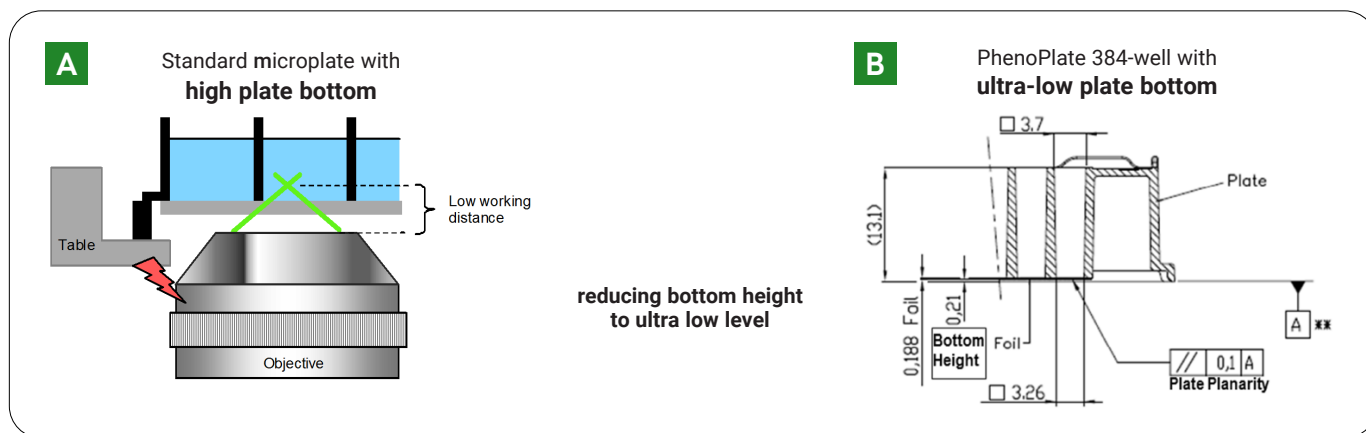 A
Standard microplate with
high plate bottom
Table
Low working
distance
Objective
reducing bottom height
to ultra low level
B
PhenoPlate 384-well with
ultra-low plate bottom
□ 3.7
Plate
(13.1)
0,188 Foil
0,21
Bottom
Height
Foil
A **
// 0,1 A
Plate Planarity
□ 3.26